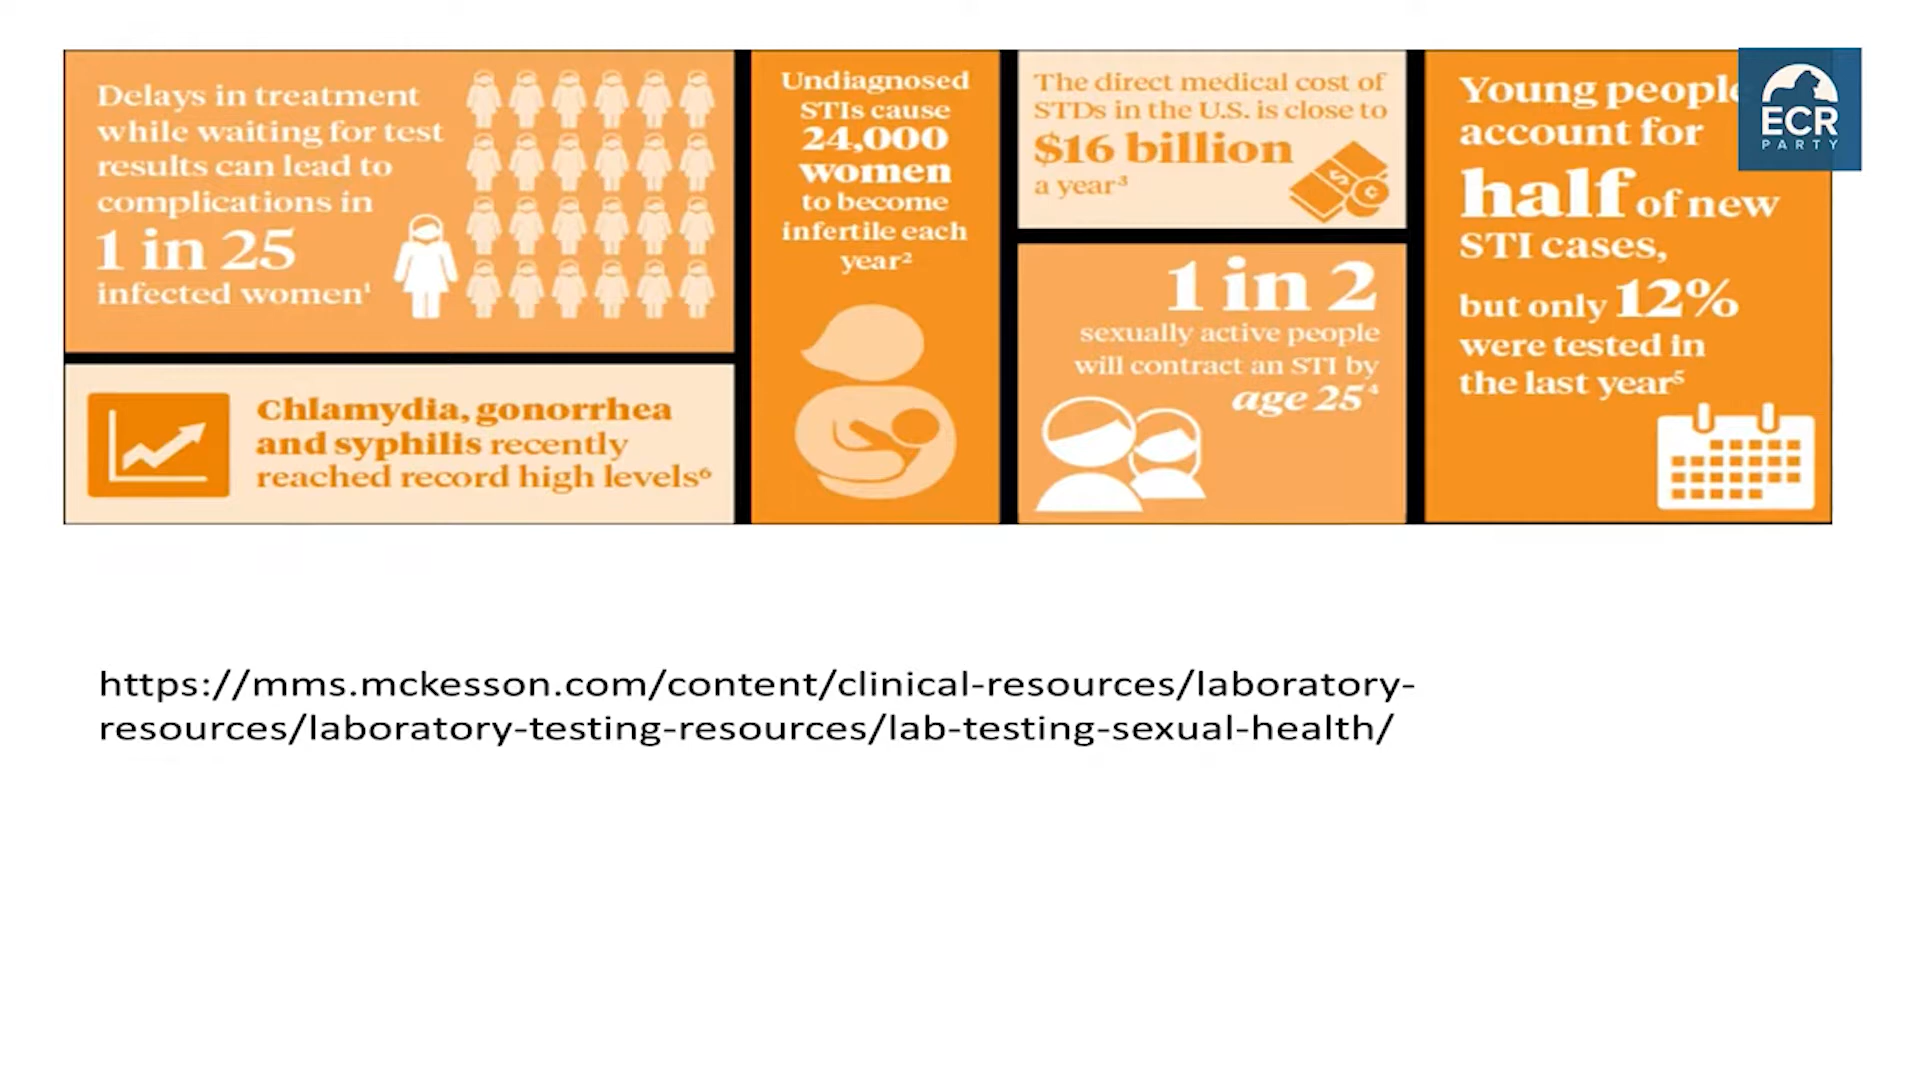 Delays in treatment
while waiting for test
results can lead to
complications in
1 in 25
infected women¹
Chlamydia, gonorrhea
and syphilis recently
reached record high levels⁶
Undiagnosed
STIs cause
24,000
women
to become
infertile each
year²
The direct medical cost of
STDs in the U.S. is close to
$16 billion
a year³
1 in 2
sexually active people
will contract an STI by
age 25⁴
Young people
account for
half of new
STI cases,
but only 12%
were tested in
the last year⁵
ECR
PARTY
https://mms.mckesson.com/content/clinical-resources/laboratory-
resources/laboratory-testing-resources/lab-testing-sexual-health/